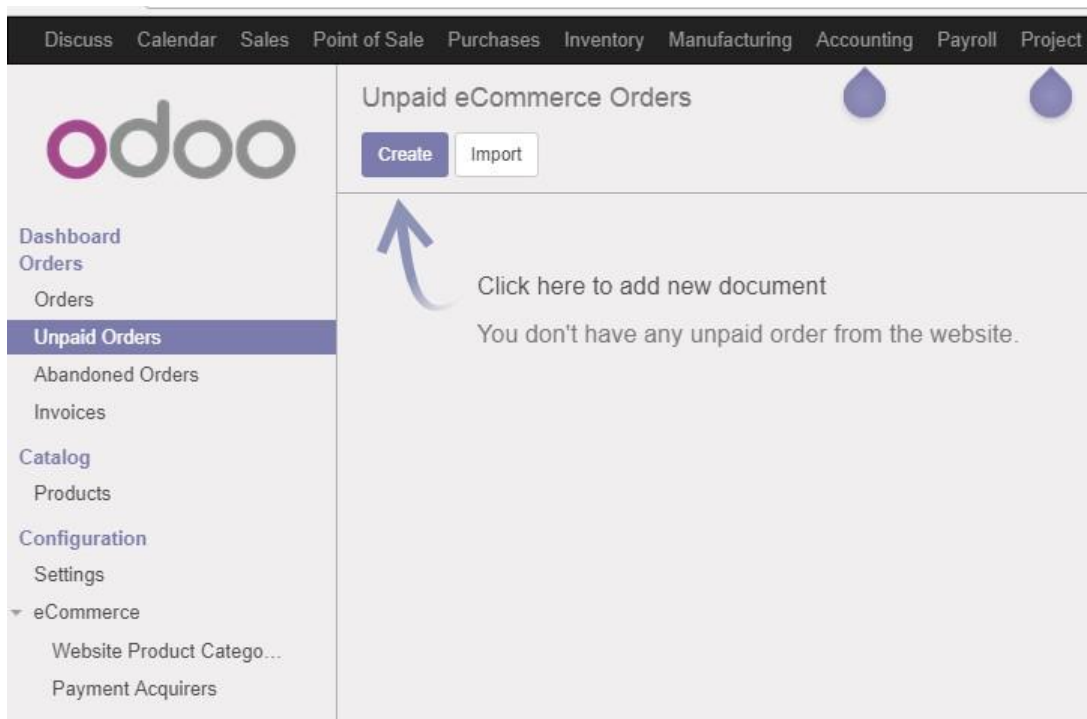 Discuss Calendar Sales Point of Sale Purchases Inventory Manufacturing Accounting Payroll Project
odoo
Unpaid eCommerce Orders
Create Import
Dashboard
Orders
Orders
Unpaid Orders
Abandoned Orders
Invoices
Catalog
Products
Configuration
Settings
eCommerce
Website Product Catego...
Payment Acquirers
Click here to add new document
You don't have any unpaid order from the website.